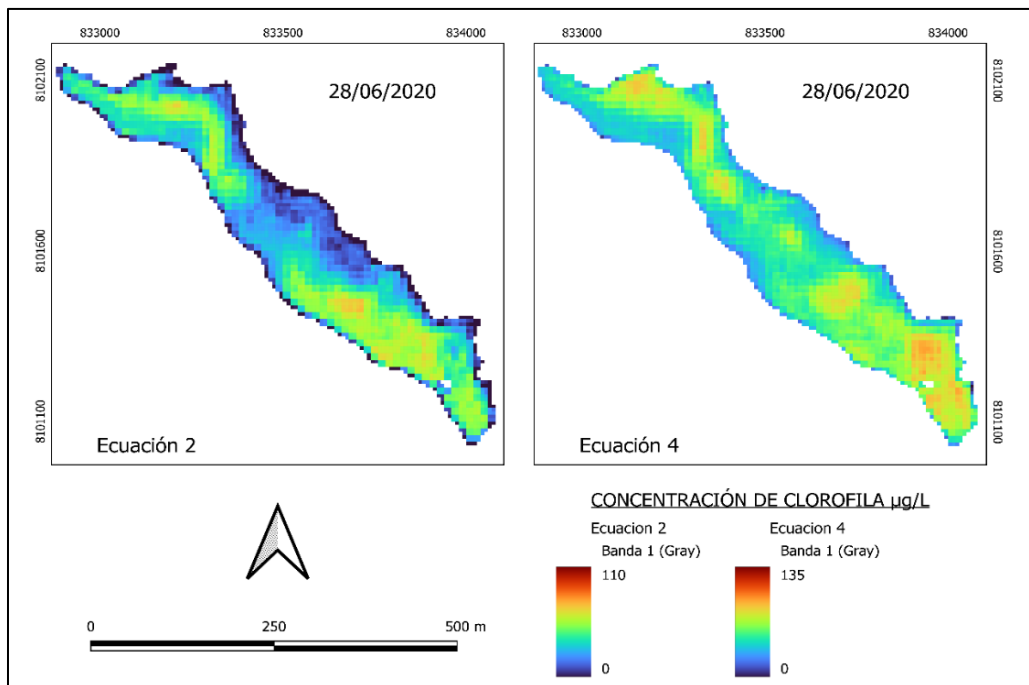 833000
833500
834000
833000
833500
834000
8102100
8101600
8101100
28/06/2020
Ecuación 2
28/06/2020
Ecuación 4
8102100
8101600
8101100
CONCENTRACIÓN DE CLOROFILA µg/L
Ecuacion 2
Banda 1 (Gray)
110
0
Ecuacion 4
Banda 1 (Gray)
135
0
0
250
500 m